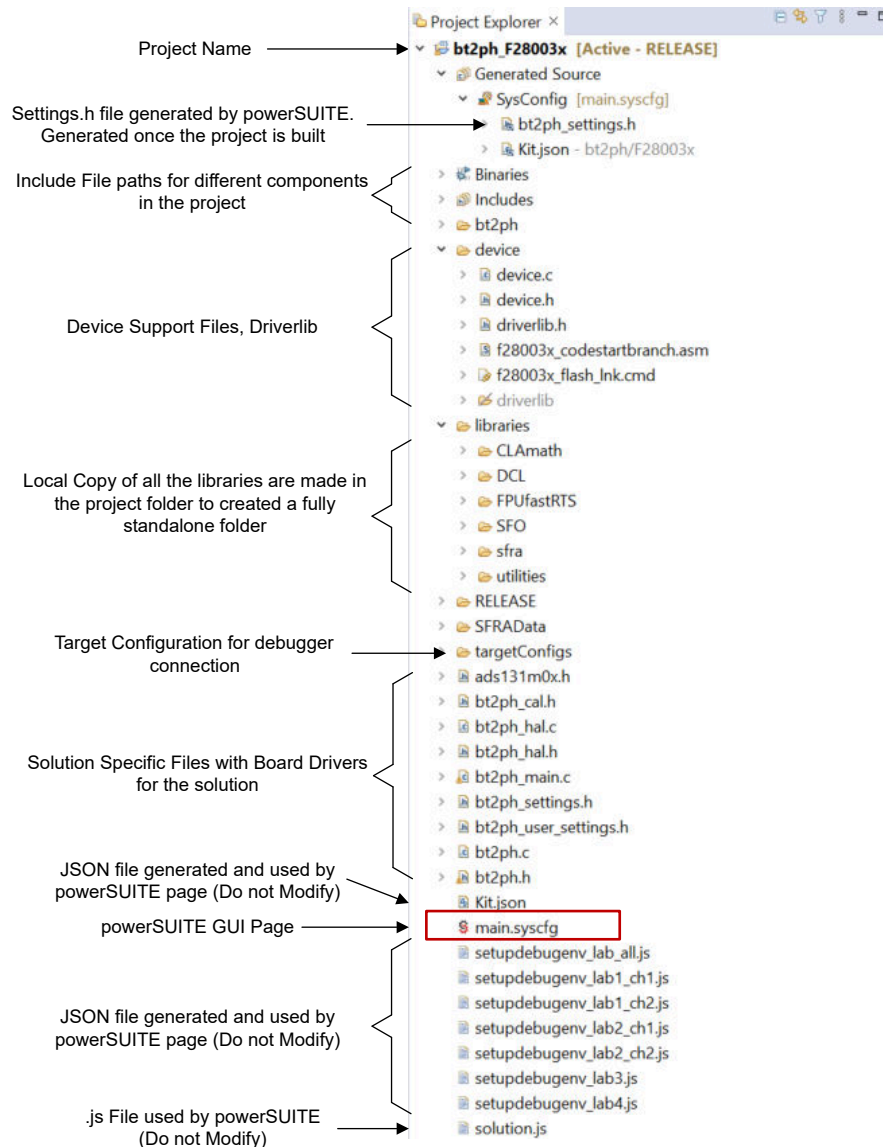 Project Explorer ×
Project Name
bt2ph_F28003x [Active - RELEASE]
Generated Source
SysConfig [main.syscfg]
Settings.h file generated by powerSUITE.
Generated once the project is built
bt2ph_settings.h
Kit.json - bt2ph/F28003x
Include File paths for different components
in the project
Binaries
Includes
bt2ph
Device Support Files, Driverlib
device
device.c
device.h
driverlib.h
f28003x_codestartbranch.asm
f28003x_flash_lnk.cmd
driverlib
Local Copy of all the libraries are made in
the project folder to created a fully
standalone folder
libraries
CLAmath
DCL
FPUfastRTS
SFO
sfra
utilities
RELEASE
SFRAData
Target Configuration for debugger
connection
targetConfigs
Solution Specific Files with Board Drivers
for the solution
ads131m0x.h
bt2ph_cal.h
bt2ph_hal.c
bt2ph_hal.h
bt2ph_main.c
bt2ph_settings.h
bt2ph_user_settings.h
bt2ph.c
bt2ph.h
JSON file generated and used by
powerSUITE page (Do not Modify)
Kit.json
powerSUITE GUI Page
main.syscfg
JSON file generated and used by
powerSUITE page (Do not Modify)
setupdebugenv_lab_all.js
setupdebugenv_lab1_ch1.js
setupdebugenv_lab1_ch2.js
setupdebugenv_lab2_ch1.js
setupdebugenv_lab2_ch2.js
setupdebugenv_lab3.js
setupdebugenv_lab4.js
.js File used by powerSUITE
(Do not Modify)
solution.js